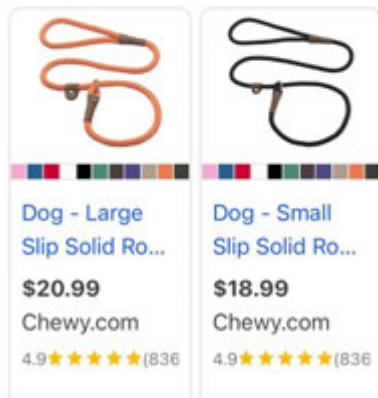 Dog - Large
Slip Solid Ro...
$20.99
Chewy.com
4.9★★★★★(836
Dog - Small
Slip Solid Ro...
$18.99
Chewy.com
4.9★★★★★(836